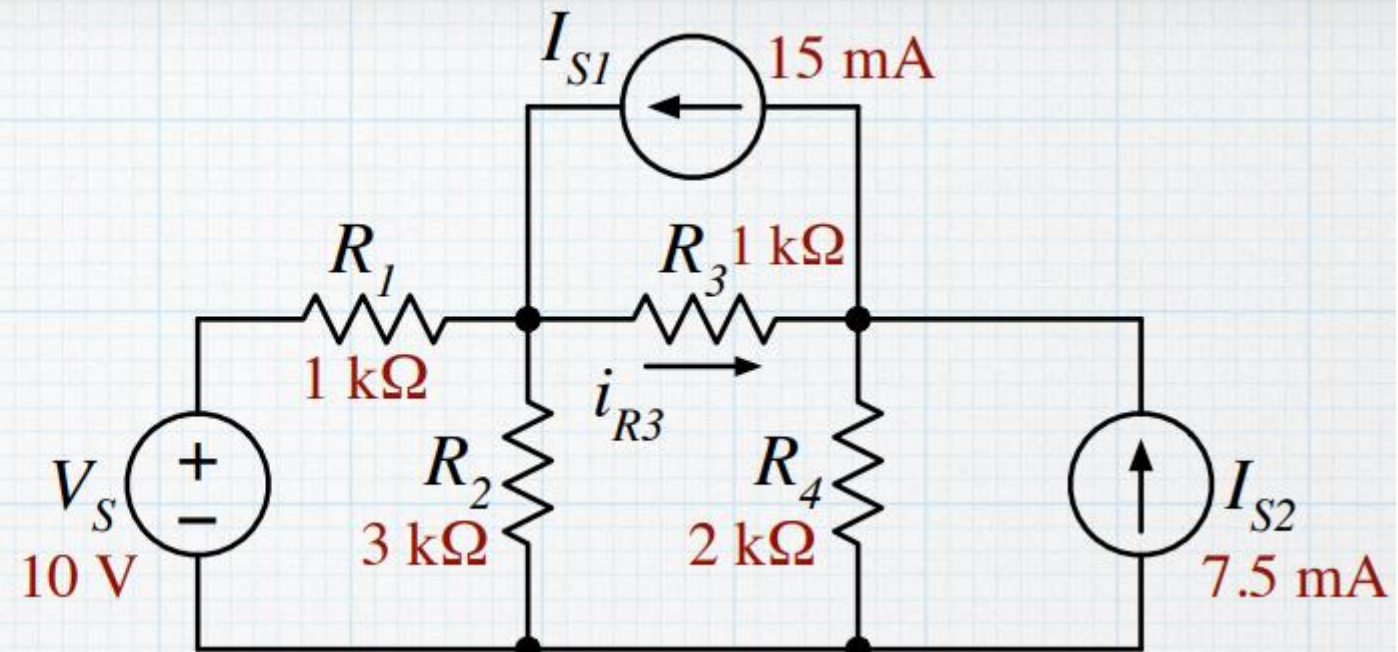 I_S1 15 mA
R_1
R_3 1 kΩ
1 kΩ
i_R3
V_S
+
−
10 V
R_2
3 kΩ
R_4
2 kΩ
I_S2
7.5 mA